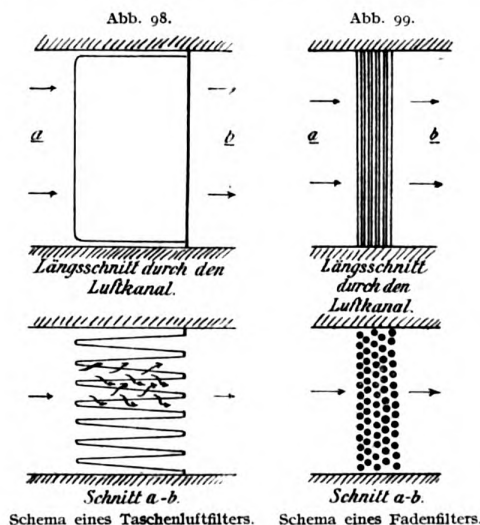 Abb. 98.
a
b
Längsschnitt durch den
Luftkanal.
Schnitt a-b.
Schema eines Taschenluftfilters.
Abb. 99.
a
b
Längsschnitt
durch den
Luftkanal.
Schnitt a-b.
Schema eines Fadenfilters.